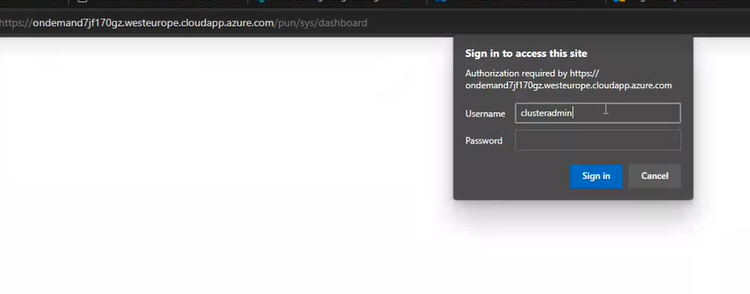 https://ondemand7jf170gz.westeurope.cloudapp.azure.com/pun/sys/dashboard
Sign in to access this site
Authorization required by https://
ondemand7jf170gz.westeurope.cloudapp.azure.com
Username clusteradmin
Password
Sign in Cancel